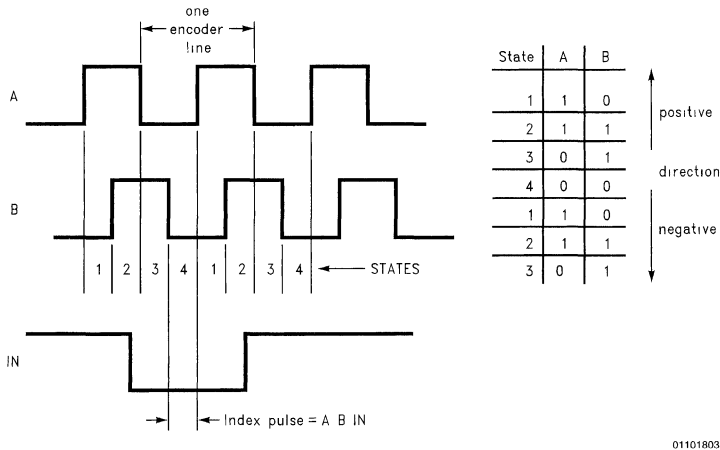 one
encoder
line
A
B
1 2 3 4 1 2 3 4 STATES
IN
Index pulse = A B IN
State A B
1 1 0
2 1 1
3 0 1
4 0 0
1 1 0
2 1 1
3 0 1
positive
direction
negative
01101803